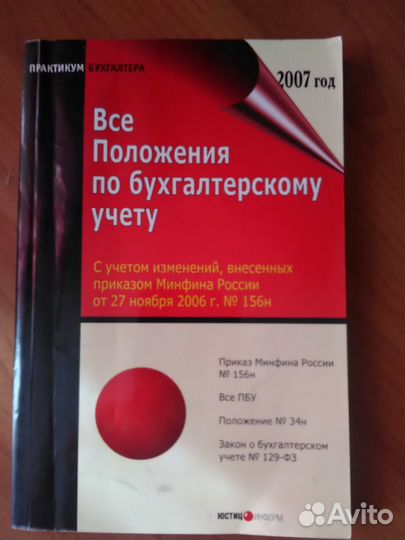 ПРАКТИКУМ БУХГАЛТЕРА
2007 год
Все
Положения
по бухгалтерскому
учету
С учетом изменений, внесенных
приказом Минфина России
от 27 ноября 2006 г. № 156н
Приказ Минфина России
№ 156н
Все ПБУ
Положение № 34н
Закон о бухгалтерском
учете № 129-ФЗ
ЮСТИЦИНФОРМ
Avito